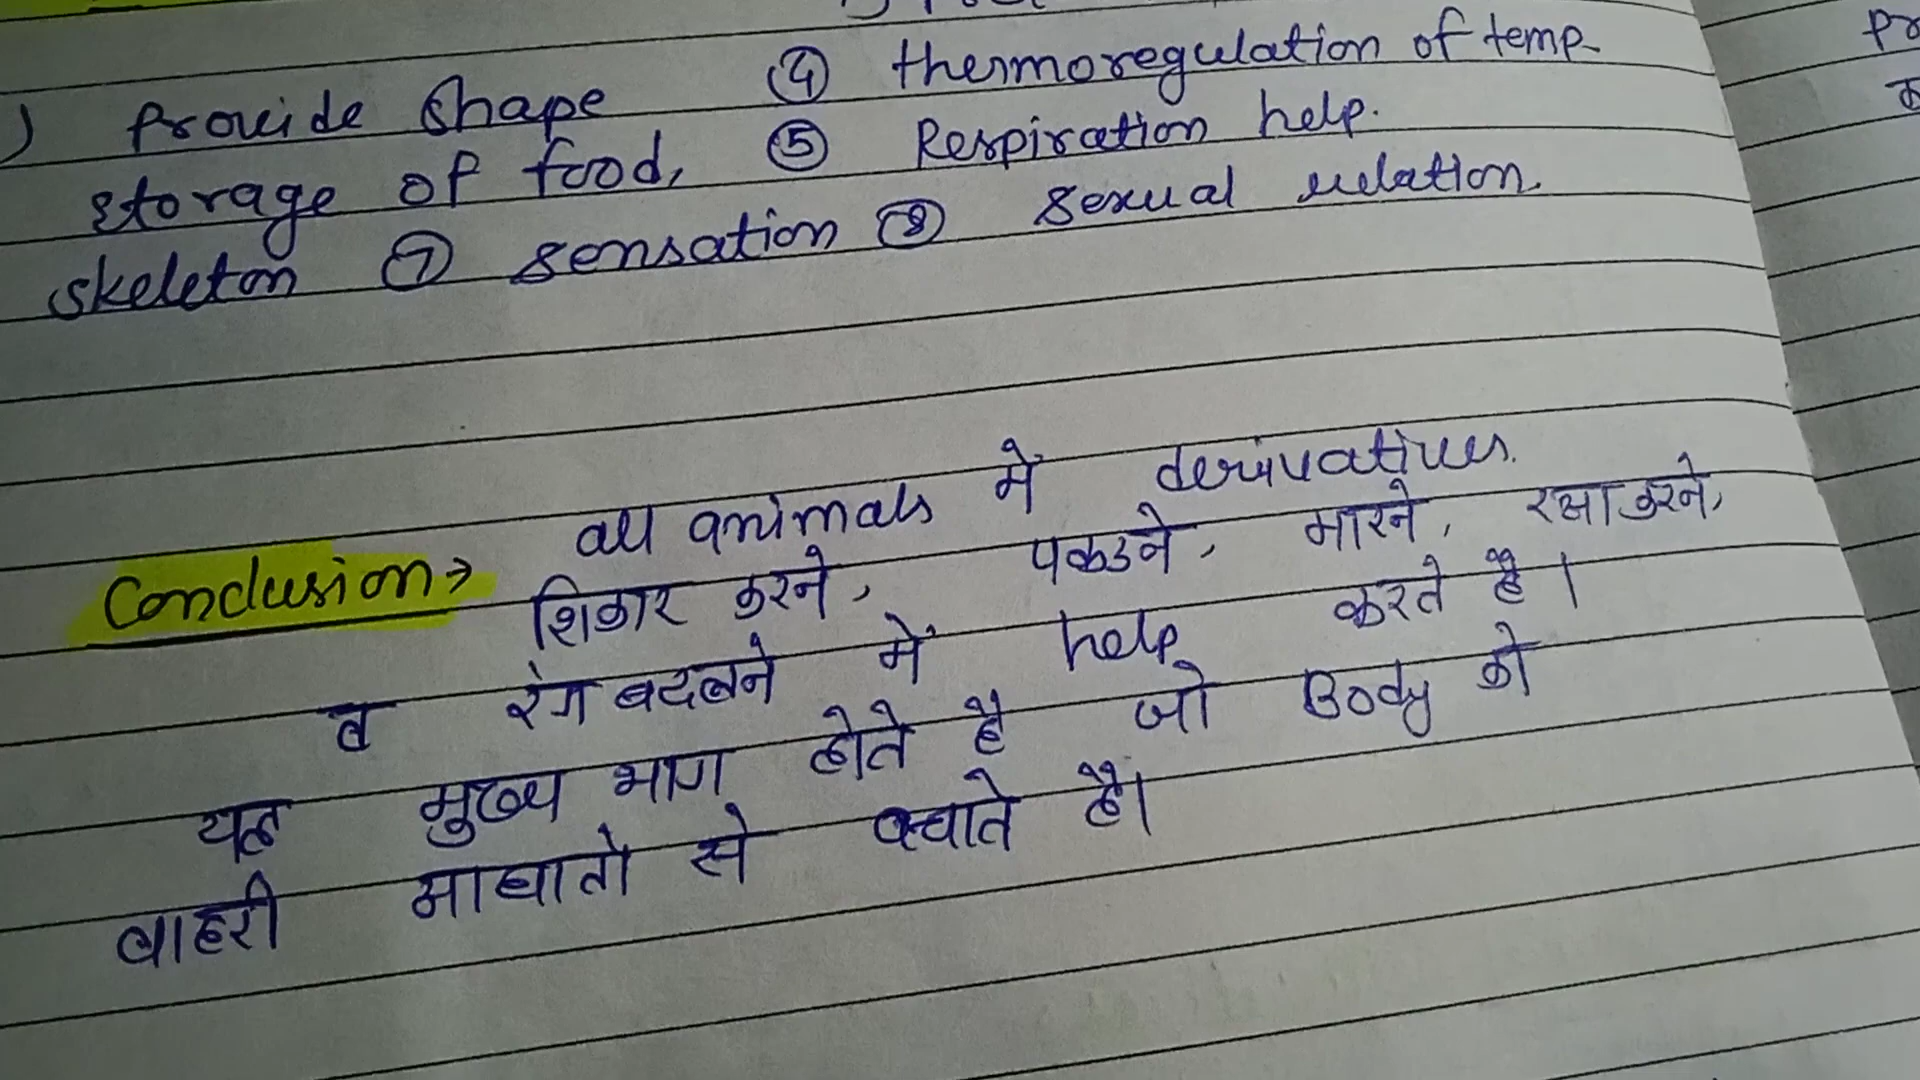 ) Provide Shape ④ thermoregulation of temp.
storage of food, ⑤ Respiration help.
skeleton ⑦ sensation ⑧ sexual relation.
all animals में derivatives.
Conclusion → शिकार करने, पकडने, मारने, रक्षा करने,
व रंग बदलने में help करते है।
यह मुख्य भाग होते है जो Body को
बाहरी आघातो से बचाते है।